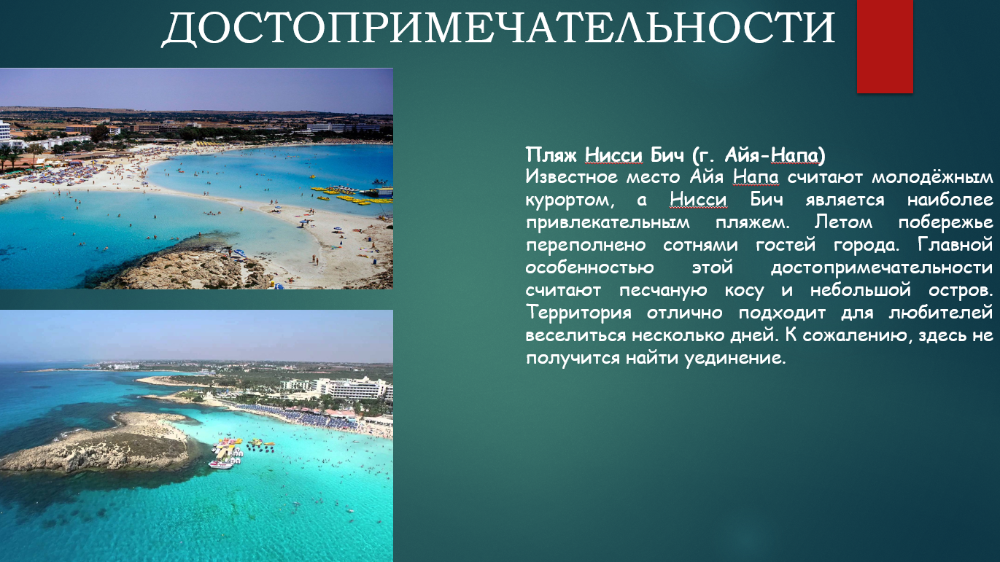 ДОСТОПРИМЕЧАТЕЛЬНОСТИ
Пляж Нисси Бич (г. Айя-Напа)
Известное место Айя Напа считают молодёжным
курортом, а Нисси Бич является наиболее
привлекательным пляжем. Летом побережье
переполнено сотнями гостей города. Главной
особенностью этой достопримечательности
считают песчаную косу и небольшой остров.
Территория отлично подходит для любителей
веселиться несколько дней. К сожалению, здесь не
получится найти уединение.